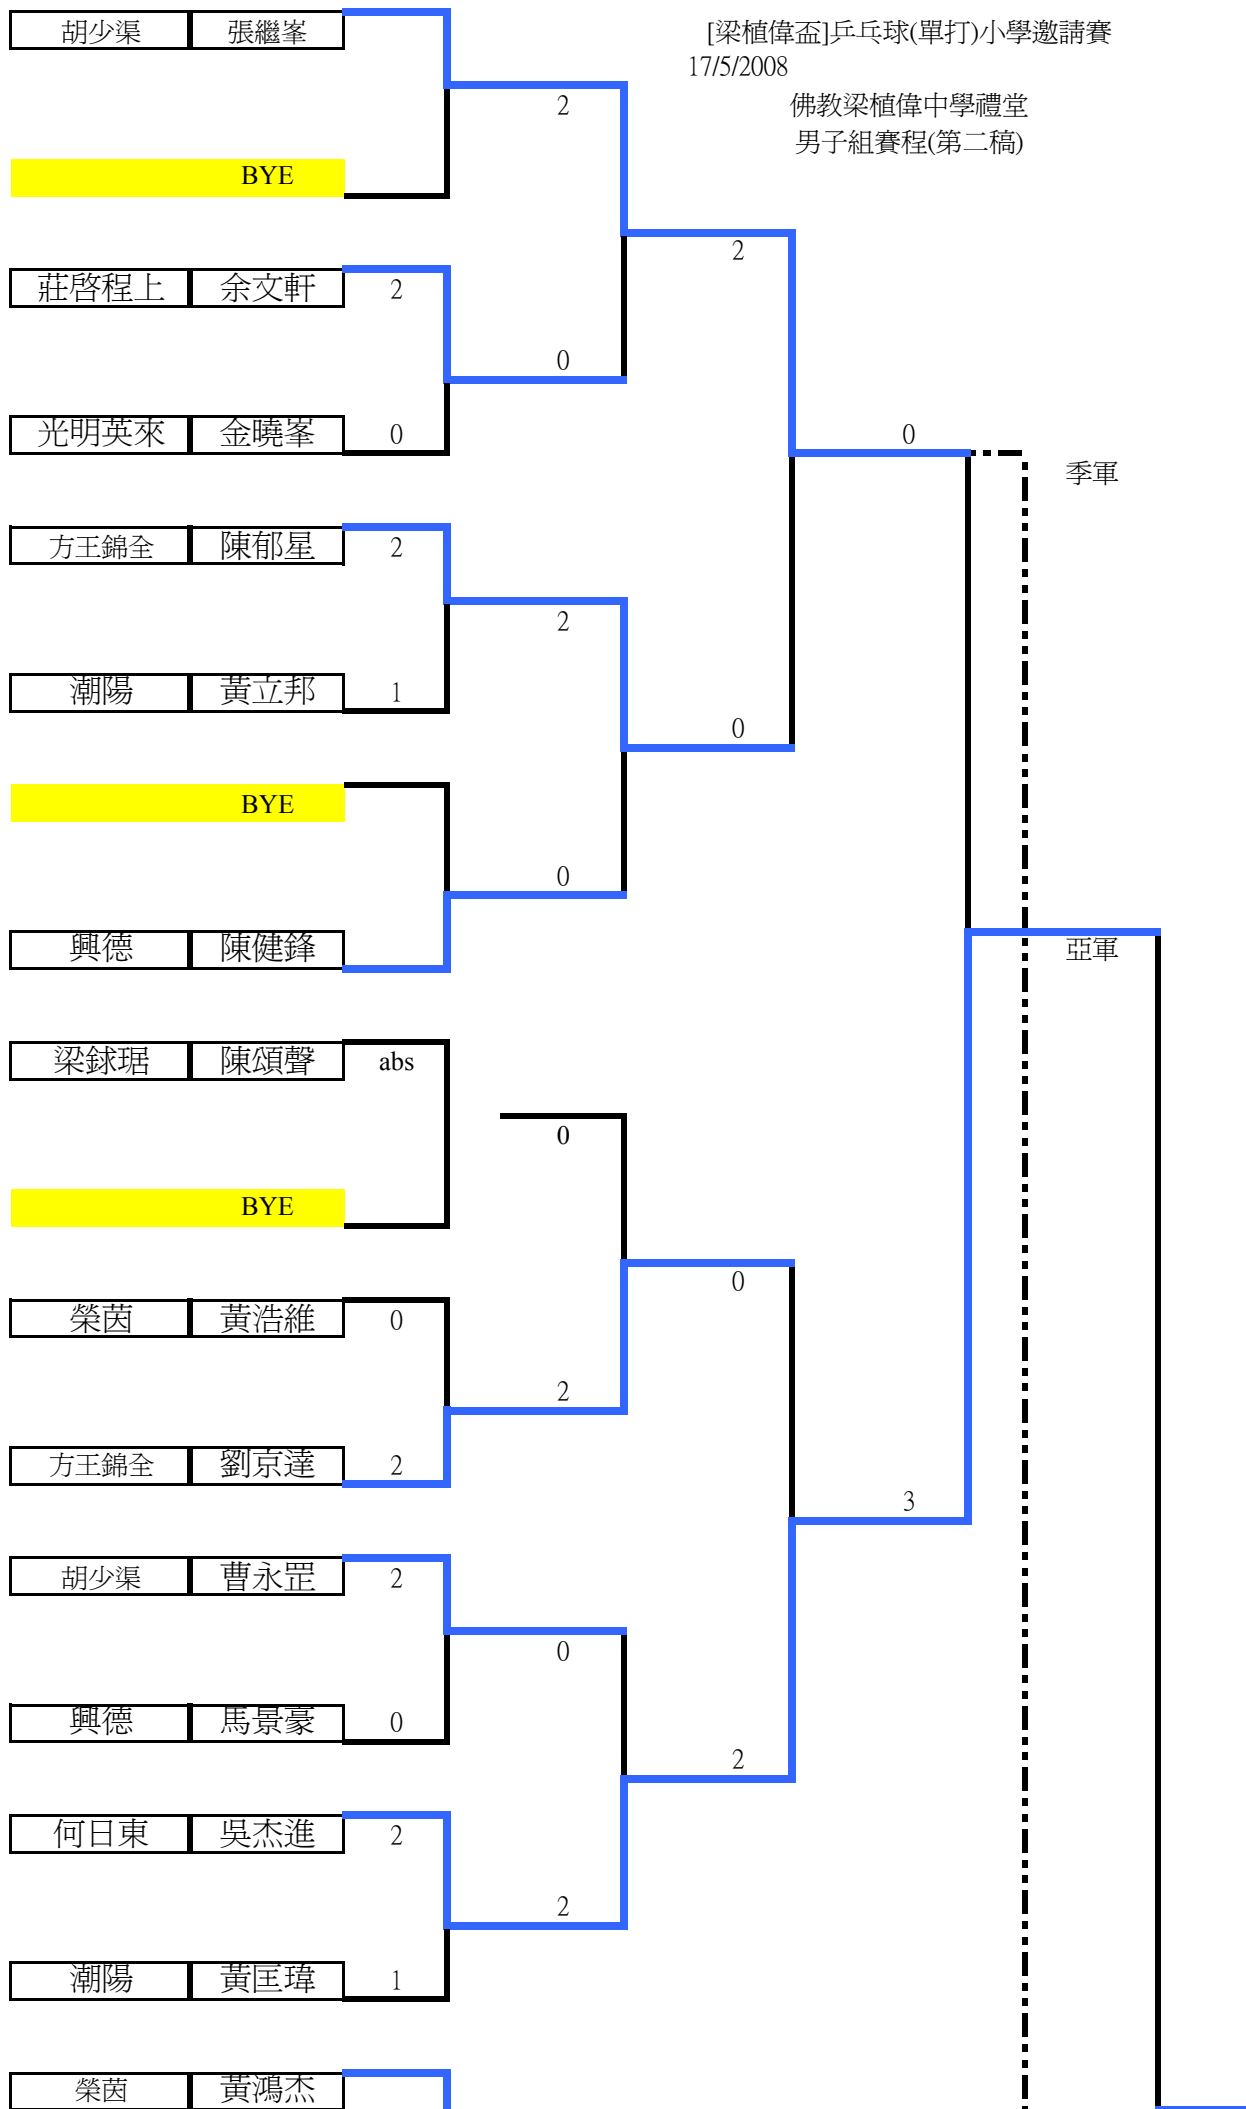 [梁植偉盃]乒乓球(單打)小學邀請賽
17/5/2008
佛教梁植偉中學禮堂
男子組賽程(第二稿)
胡少渠 張繼峯
2
BYE
2
莊啓程上 余文軒 2
0
光明英來 金曉峯 0
0
季軍
方王錦全 陳郁星 2
2
潮陽 黃立邦 1
0
BYE
0
興德 陳健鋒
亞軍
梁銶琚 陳頌聲 abs
0
BYE
0
榮茵 黃浩維 0
2
方王錦全 劉京達 2
3
胡少渠 曹永罡 2
0
興德 馬景豪 0
2
何日東 吳杰進 2
2
潮陽 黃匡瑋 1
榮茵 黃鴻杰